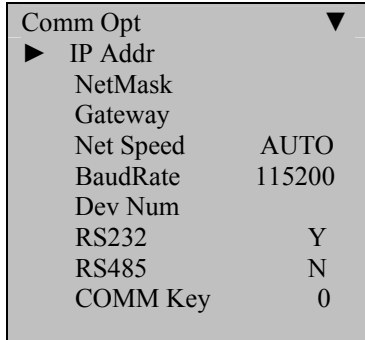 Comm Opt ▼
► IP Addr
NetMask
Gateway
Net Speed AUTO
BaudRate 115200
Dev Num
RS232 Y
RS485 N
COMM Key 0